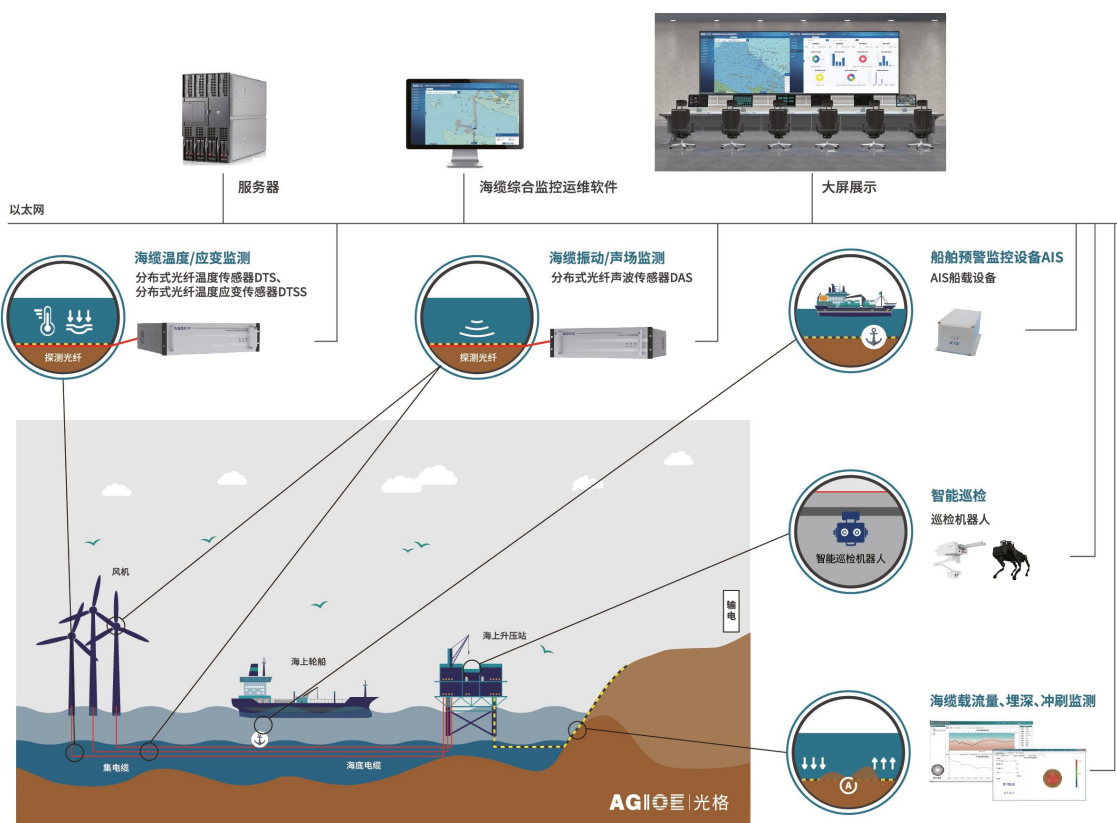 服务器
海缆综合监控运维软件
大屏展示
以太网
海缆温度/应变监测
分布式光纤温度传感器DTS、
分布式光纤温度应变传感器DTSS
探测光纤
海缆振动/声场监测
分布式光纤声波传感器DAS
探测光纤
船舶预警监控设备AIS
AIS船载设备
AIS
智能巡检
巡检机器人
智能巡检机器人
风机
海上轮船
海上升压站
输电
集电缆
海底电缆
海缆载流量、埋深、冲刷监测
A
AGIOE|光格